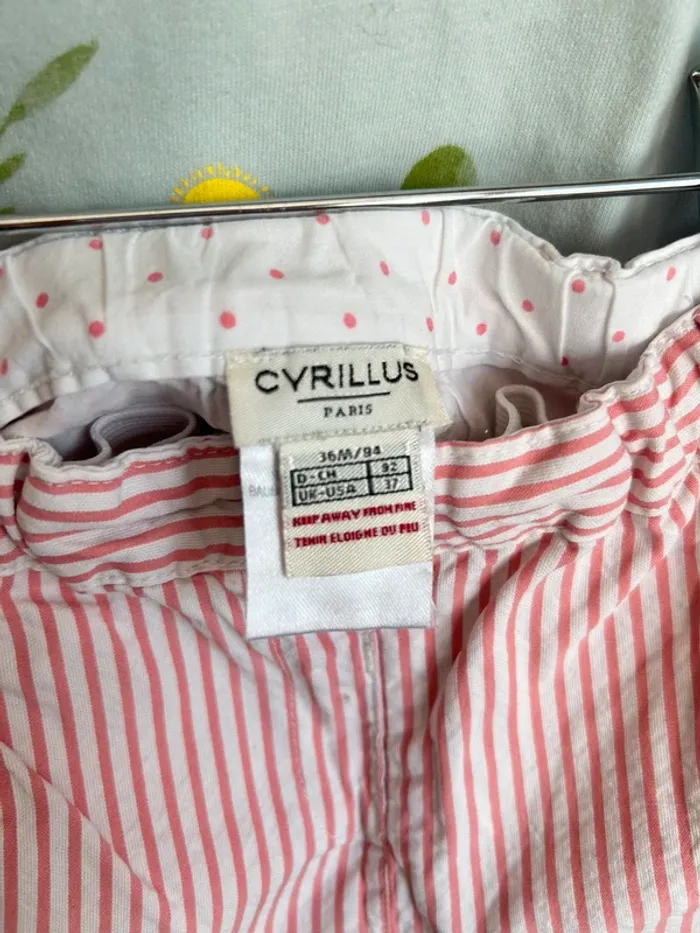 CYRILLUS
PARIS
36M/94
D-CH 92
UK-USA 37
KEEP AWAY FROM FIRE
TENIR ELOIGNE DU FEU